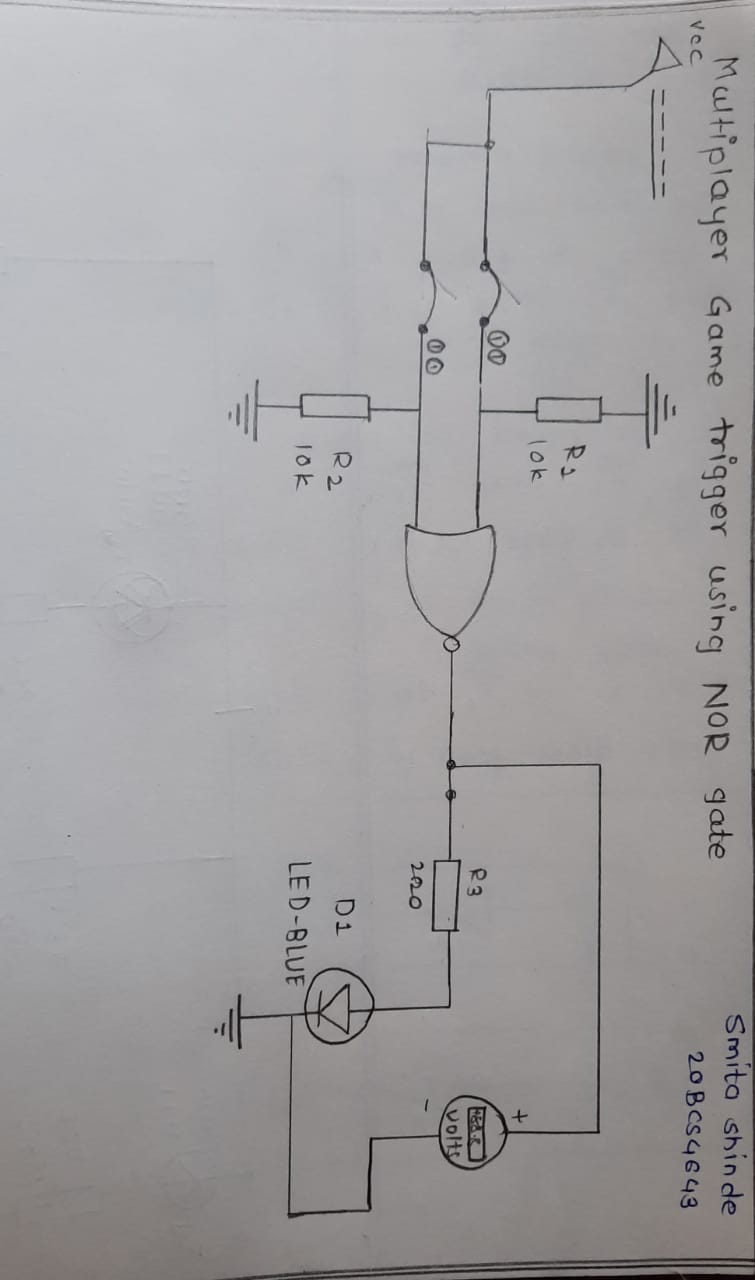 Multiplayer Game trigger using NOR gate
Smita shinde
20BCS4643
vcc
R1
10k
+
R3
volts
220
-
D1
R2
LED-BLUE
10k